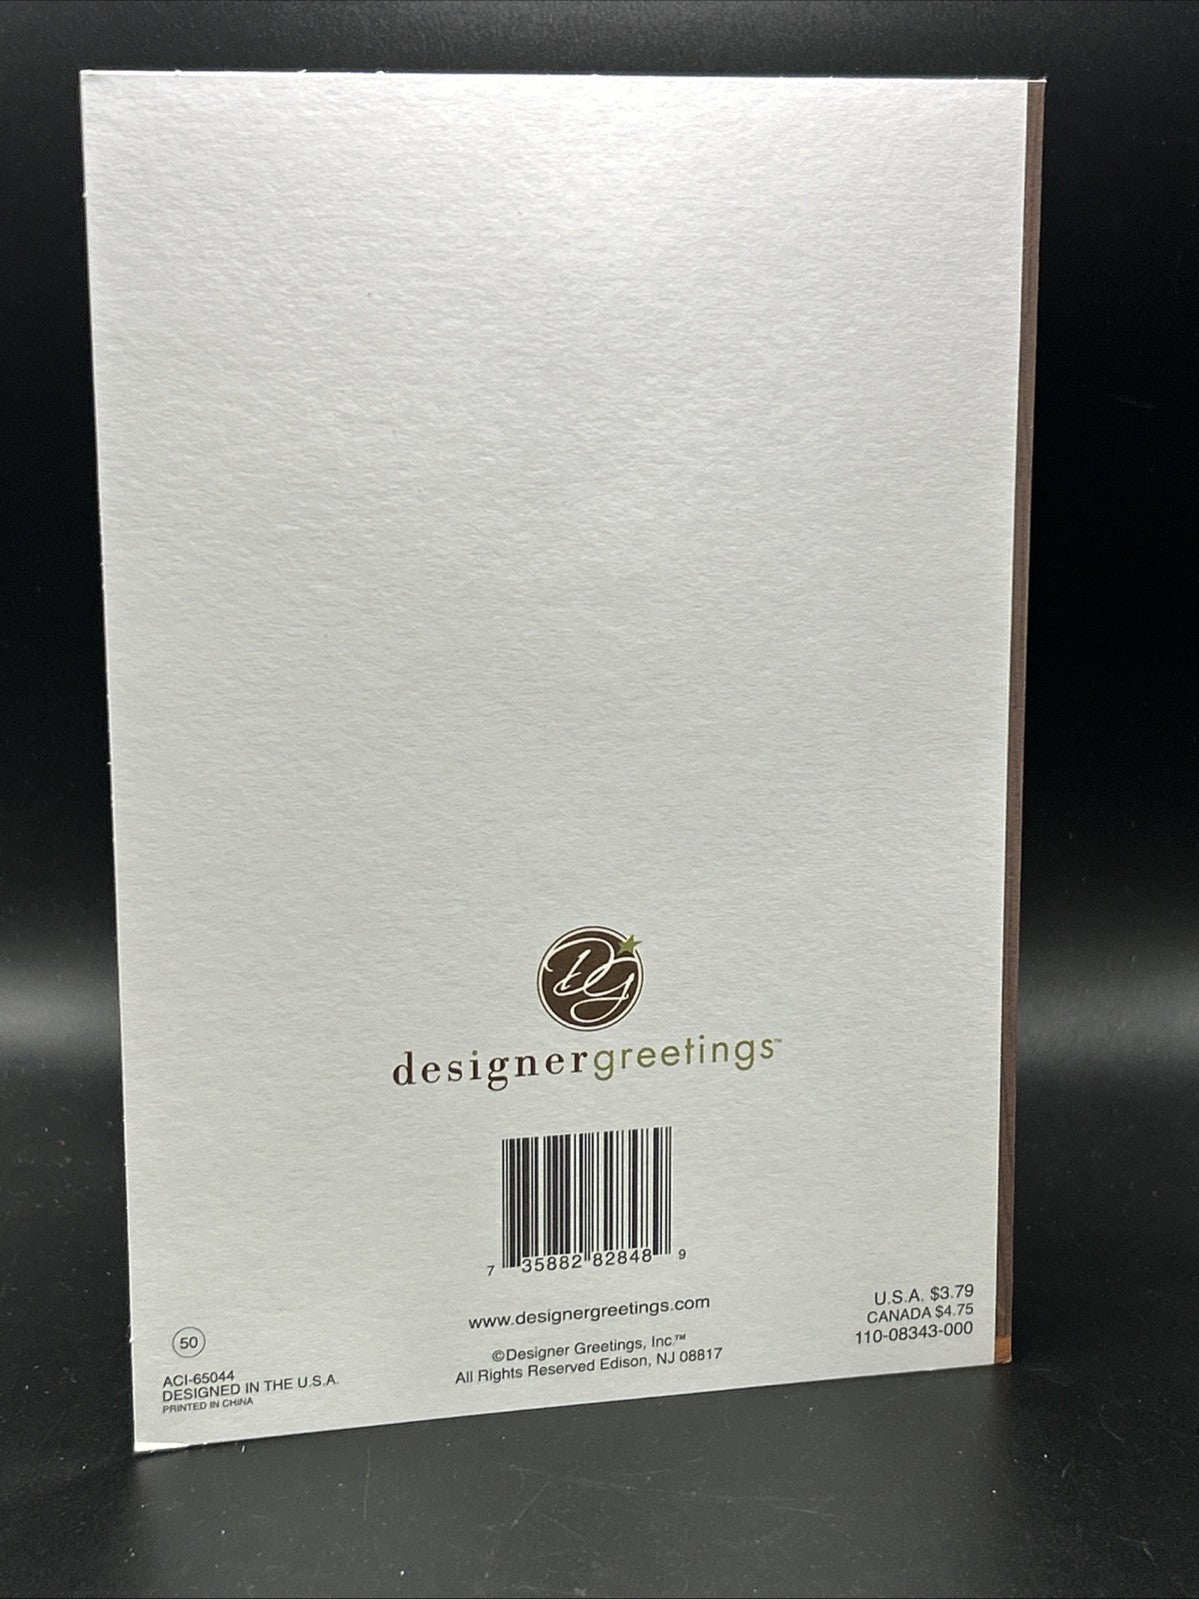 DG
designergreetings™
7 35882 82848 9
www.designergreetings.com
©Designer Greetings, Inc.™
All Rights Reserved Edison, NJ 08817
U.S.A. $3.79
CANADA $4.75
110-08343-000
50
ACI-65044
DESIGNED IN THE U.S.A.
PRINTED IN CHINA